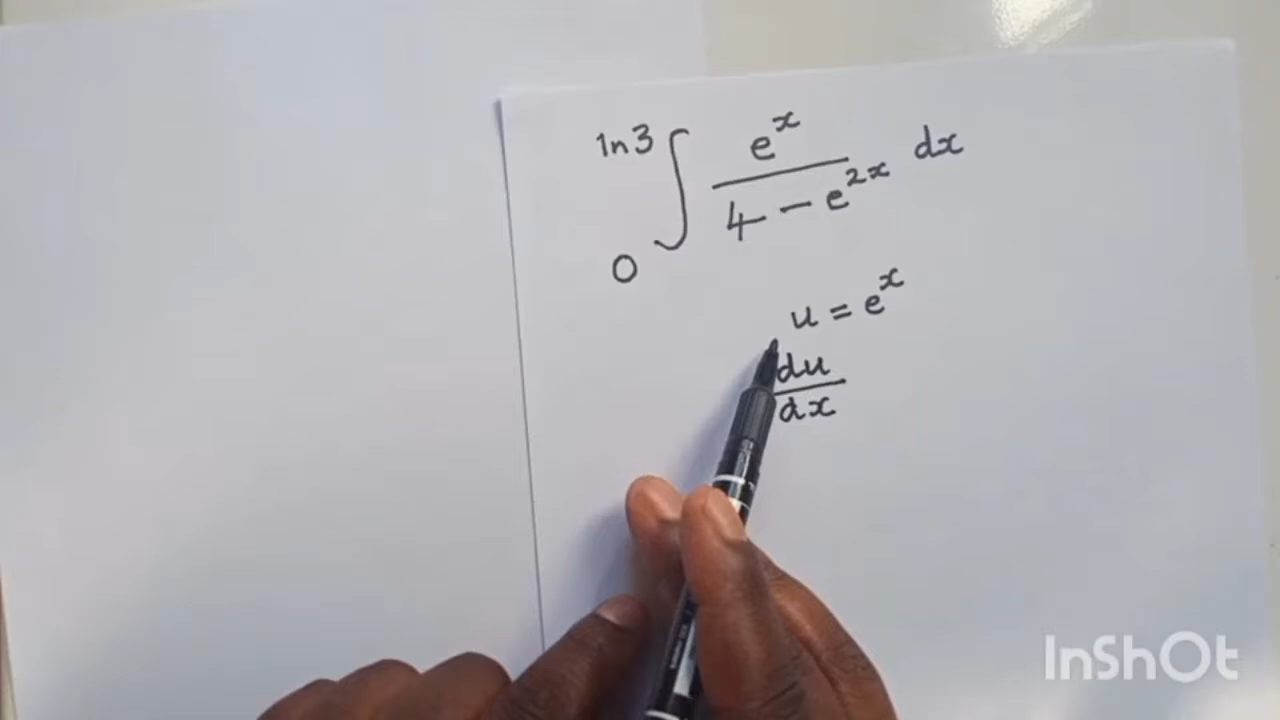 ln3 ∫ e^x / (4 - e^2x) dx
0
u = e^x
du/dx
InShOt